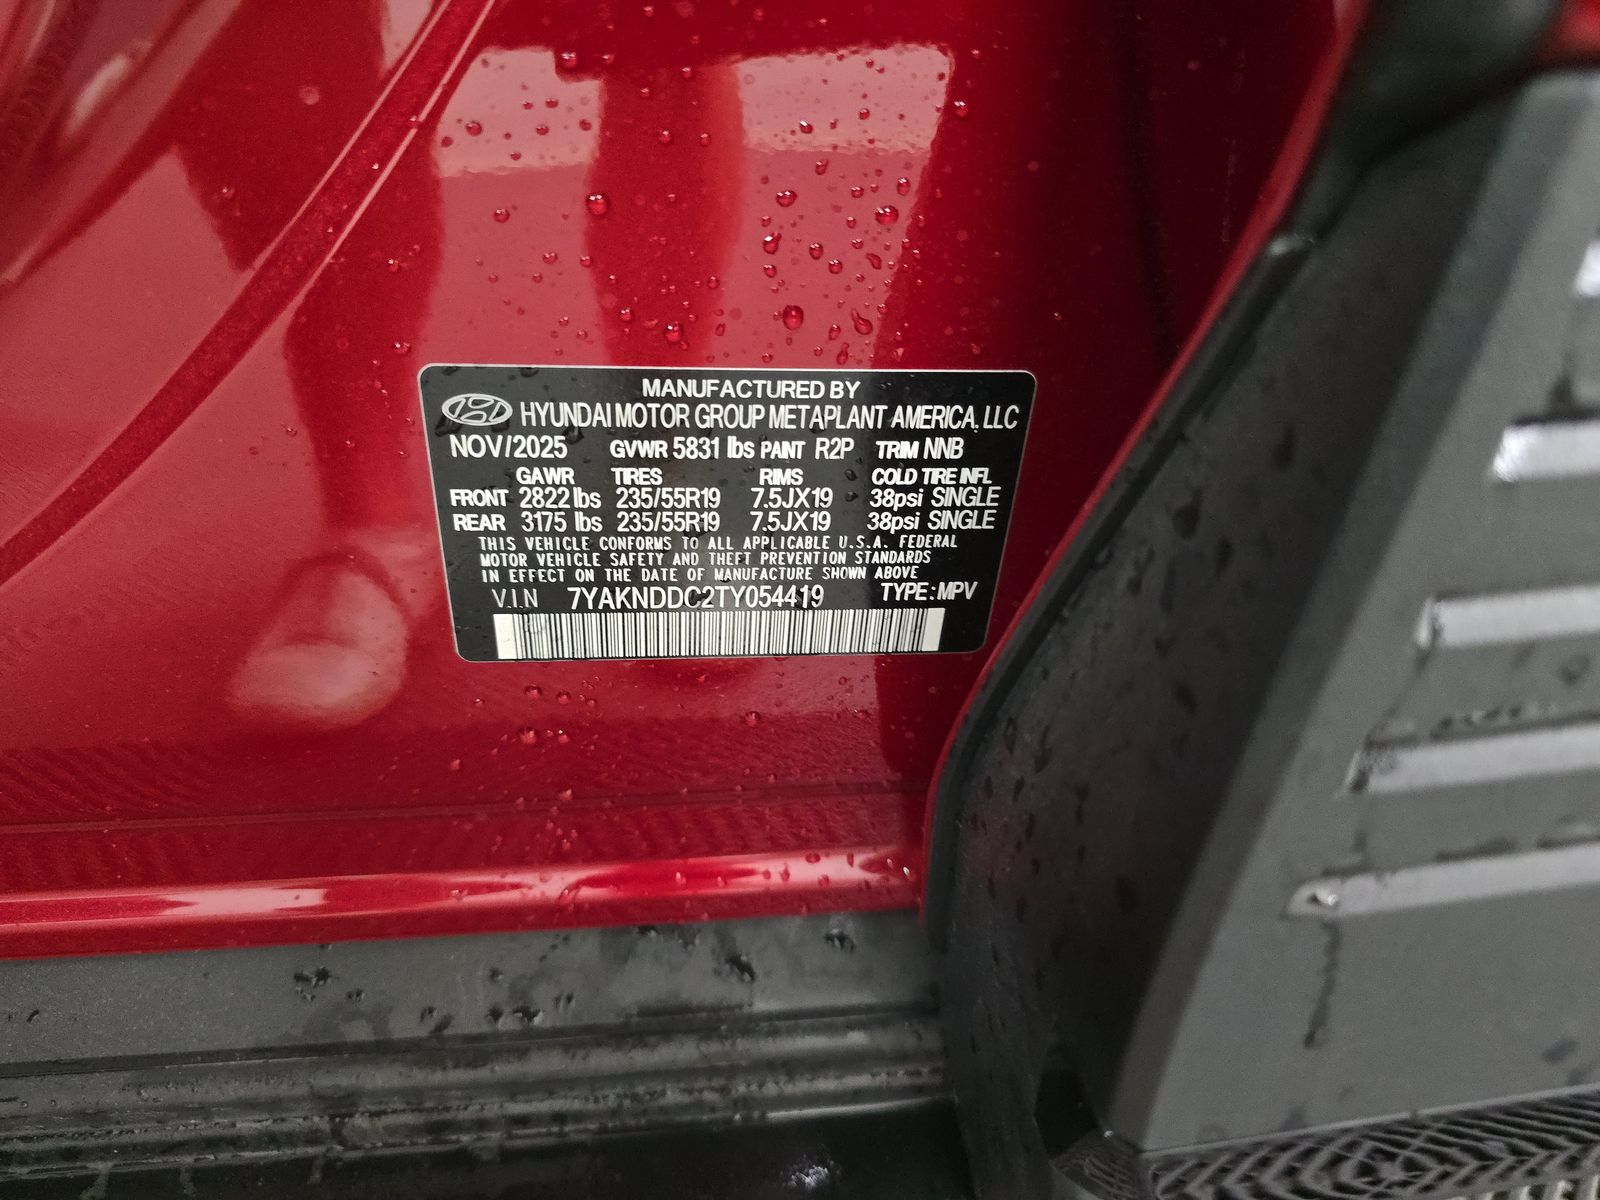 MANUFACTURED BY
HYUNDAI MOTOR GROUP METAPLANT AMERICA, LLC
NOV/2025 GVWR 5831 lbs PAINT R2P TRIM NNB
GAWR TIRES RIMS COLD TIRE INFL
FRONT 2822 lbs 235/55R19 7.5JX19 38psi SINGLE
REAR 3175 lbs 235/55R19 7.5JX19 38psi SINGLE
THIS VEHICLE CONFORMS TO ALL APPLICABLE U.S.A. FEDERAL
MOTOR VEHICLE SAFETY AND THEFT PREVENTION STANDARDS
IN EFFECT ON THE DATE OF MANUFACTURE SHOWN ABOVE
V.I.N 7YAKNDDC2TY054419 TYPE:MPV